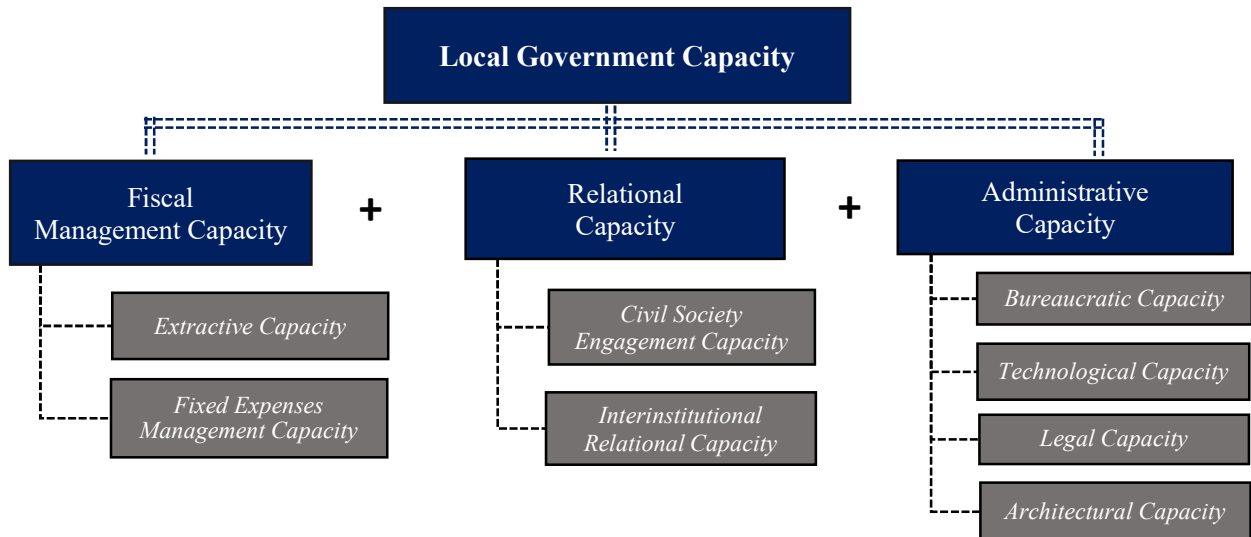 Local Government Capacity
Fiscal
Management Capacity
+
Relational
Capacity
+
Administrative
Capacity
Extractive Capacity
Fixed Expenses
Management Capacity
Civil Society
Engagement Capacity
Interinstitutional
Relational Capacity
Bureaucratic Capacity
Technological Capacity
Legal Capacity
Architectural Capacity